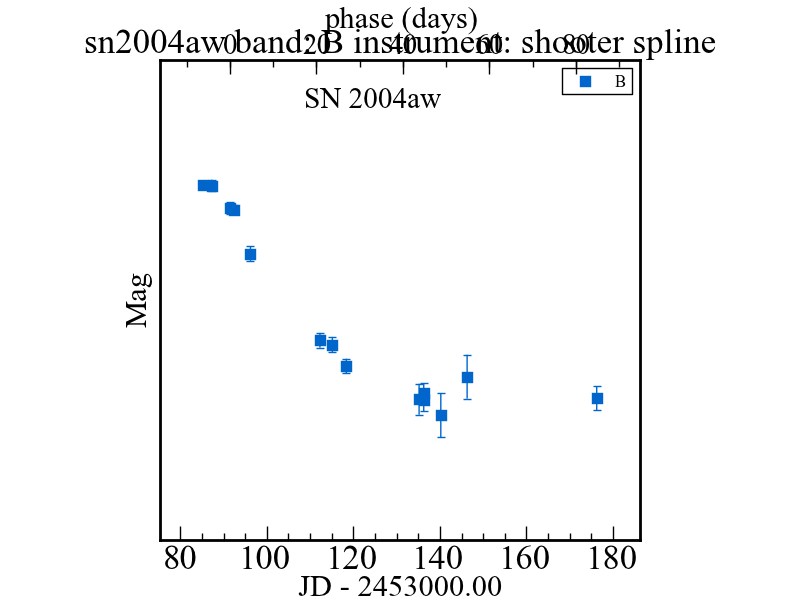 phase (days)
sn2004aw band: B instrument: shooter spline
0 20 40 60 80
B
SN 2004aw
Mag
80 100 120 140 160 180
JD - 2453000.00